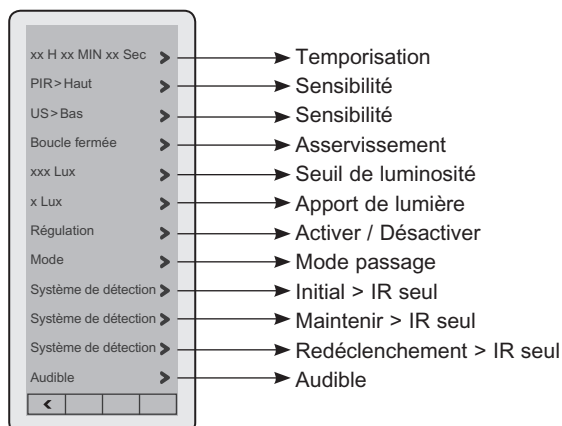 xx H xx MIN xx Sec > Temporisation
PIR>Haut > Sensibilité
US>Bas > Sensibilité
Boucle fermée > Asservissement
xxx Lux > Seuil de luminosité
x Lux > Apport de lumière
Régulation > Activer / Désactiver
Mode > Mode passage
Système de détection > Initial > IR seul
Système de détection > Maintenir > IR seul
Système de détection > Redéclenchement > IR seul
Audible > Audible
<